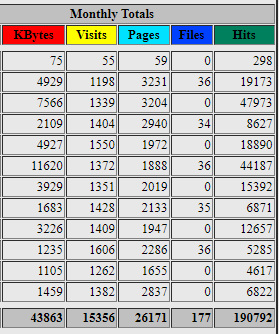 Monthly Totals
KBytes Visits Pages Files Hits
75 55 59 0 298
4929 1198 3231 36 19173
7566 1339 3204 0 47973
2109 1404 2940 34 8627
4927 1550 1972 0 18890
11620 1372 1888 36 44187
3929 1351 2019 0 15392
1683 1428 2133 35 6871
3226 1409 1947 0 12657
1235 1606 2286 36 5285
1105 1262 1655 0 4617
1459 1382 2837 0 6822
43863 15356 26171 177 190792